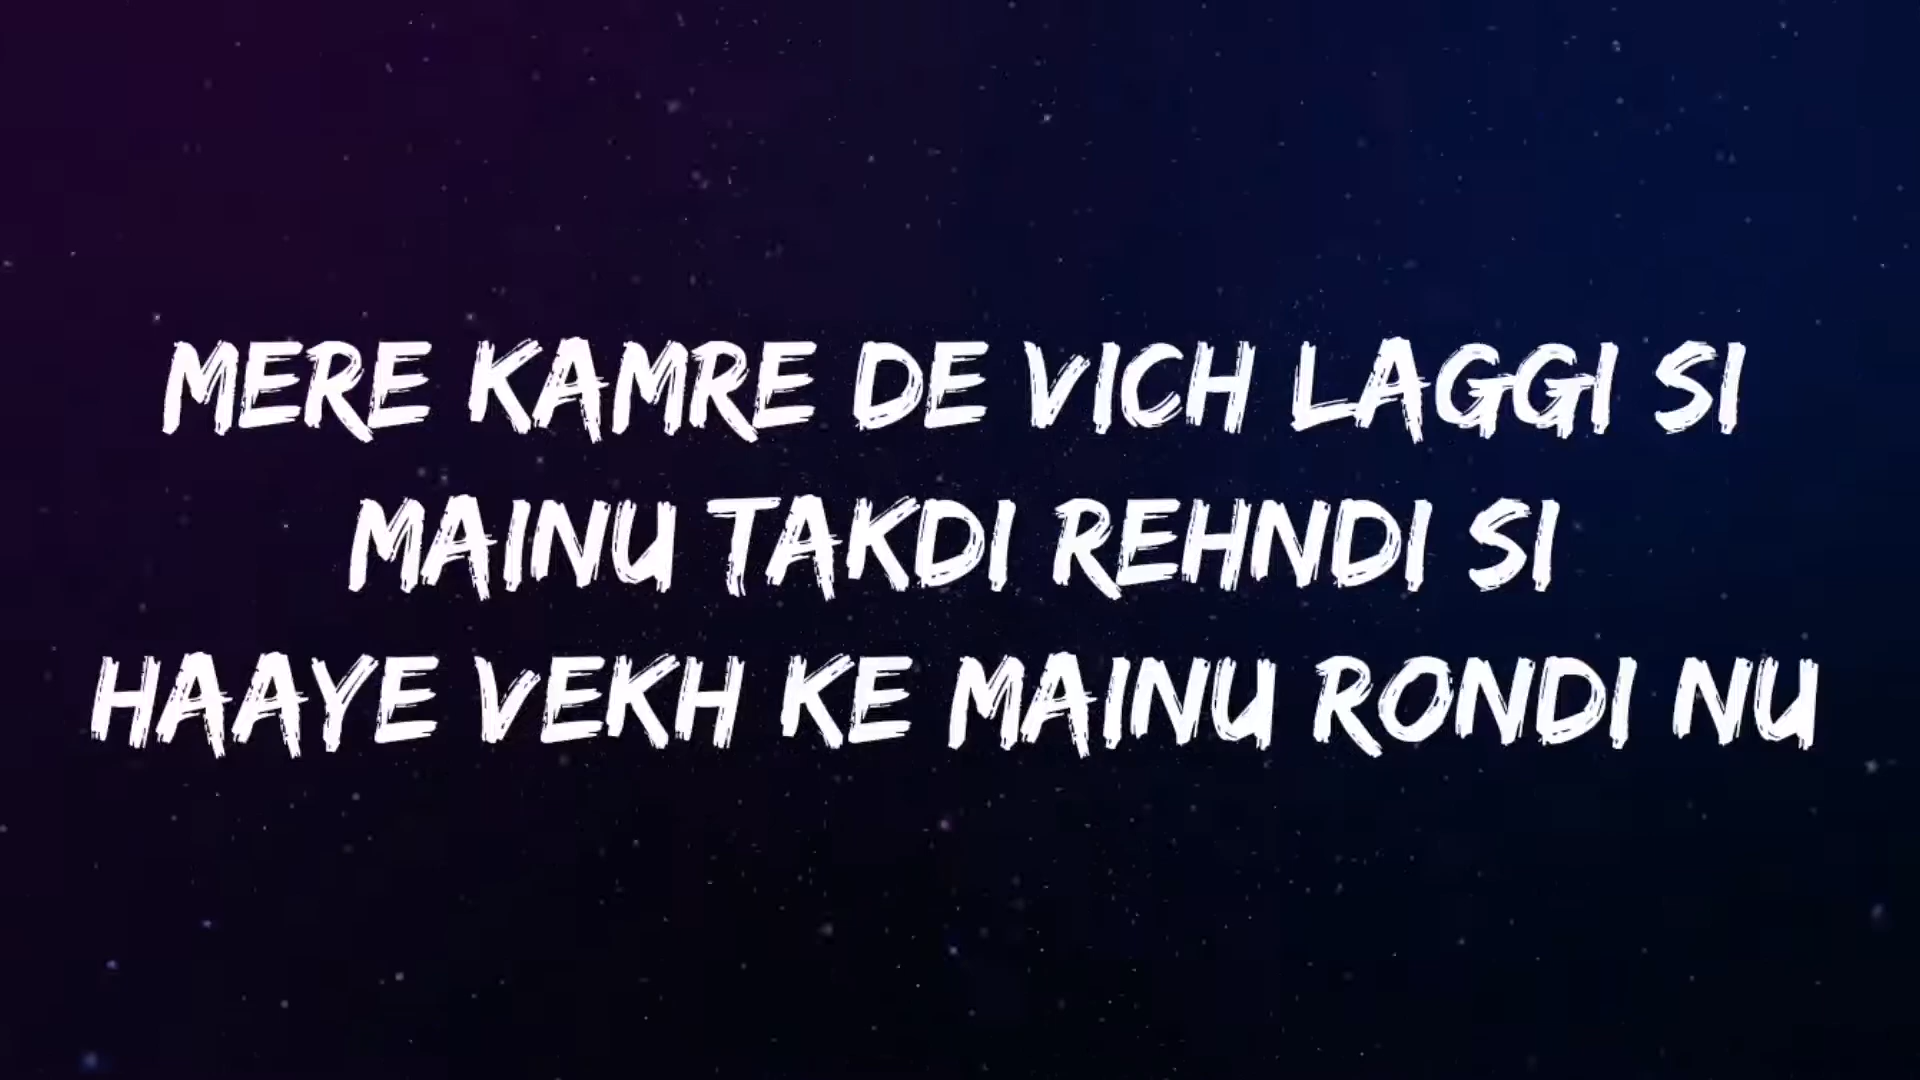 MERE KAMRE DE VICH LAGGI SI
MAINU TAKDI REHNDI SI
HAAYE VEKH KE MAINU RONDI NU